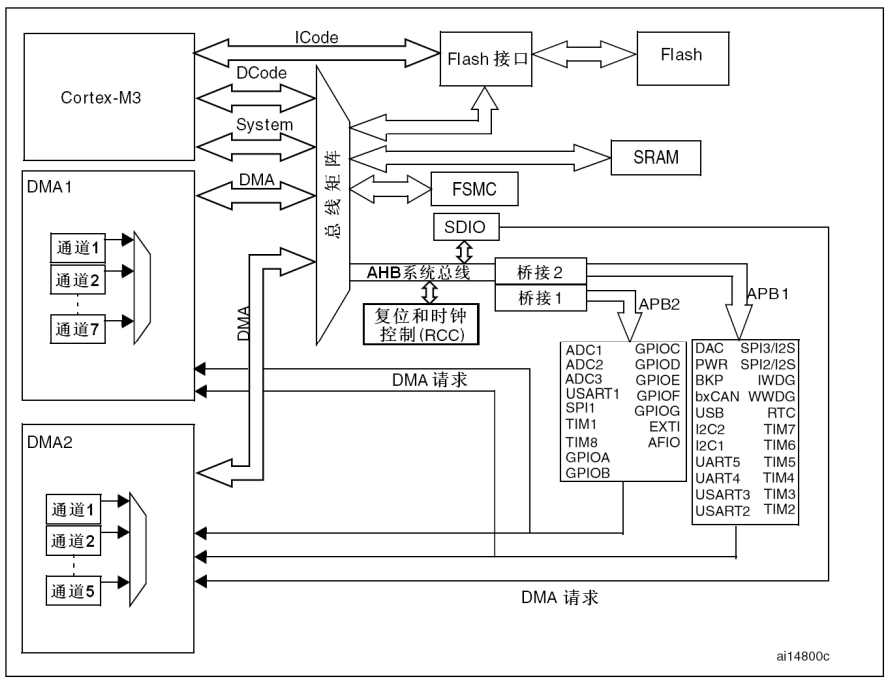 ICode
Flash 接口
Flash
Cortex-M3
DCode
System
SRAM
DMA1
DMA
总线矩阵
FSMC
SDIO
通道1
通道2
通道7
AHB系统总线
桥接2
桥接1
APB2
APB1
复位和时钟
控制(RCC)
DMA
ADC1 GPIOC
ADC2 GPIOD
ADC3 GPIOE
USART1 GPIOF
SPI1 GPIOG
TIM1 EXTI
TIM8 AFIO
GPIOA
GPIOB
DAC SPI3/I2S
PWR SPI2/I2S
BKP IWDG
bxCAN WWDG
USB RTC
I2C2 TIM7
I2C1 TIM6
UART5 TIM5
UART4 TIM4
USART3 TIM3
USART2 TIM2
DMA 请求
DMA2
通道1
通道2
通道5
DMA 请求
ai14800c